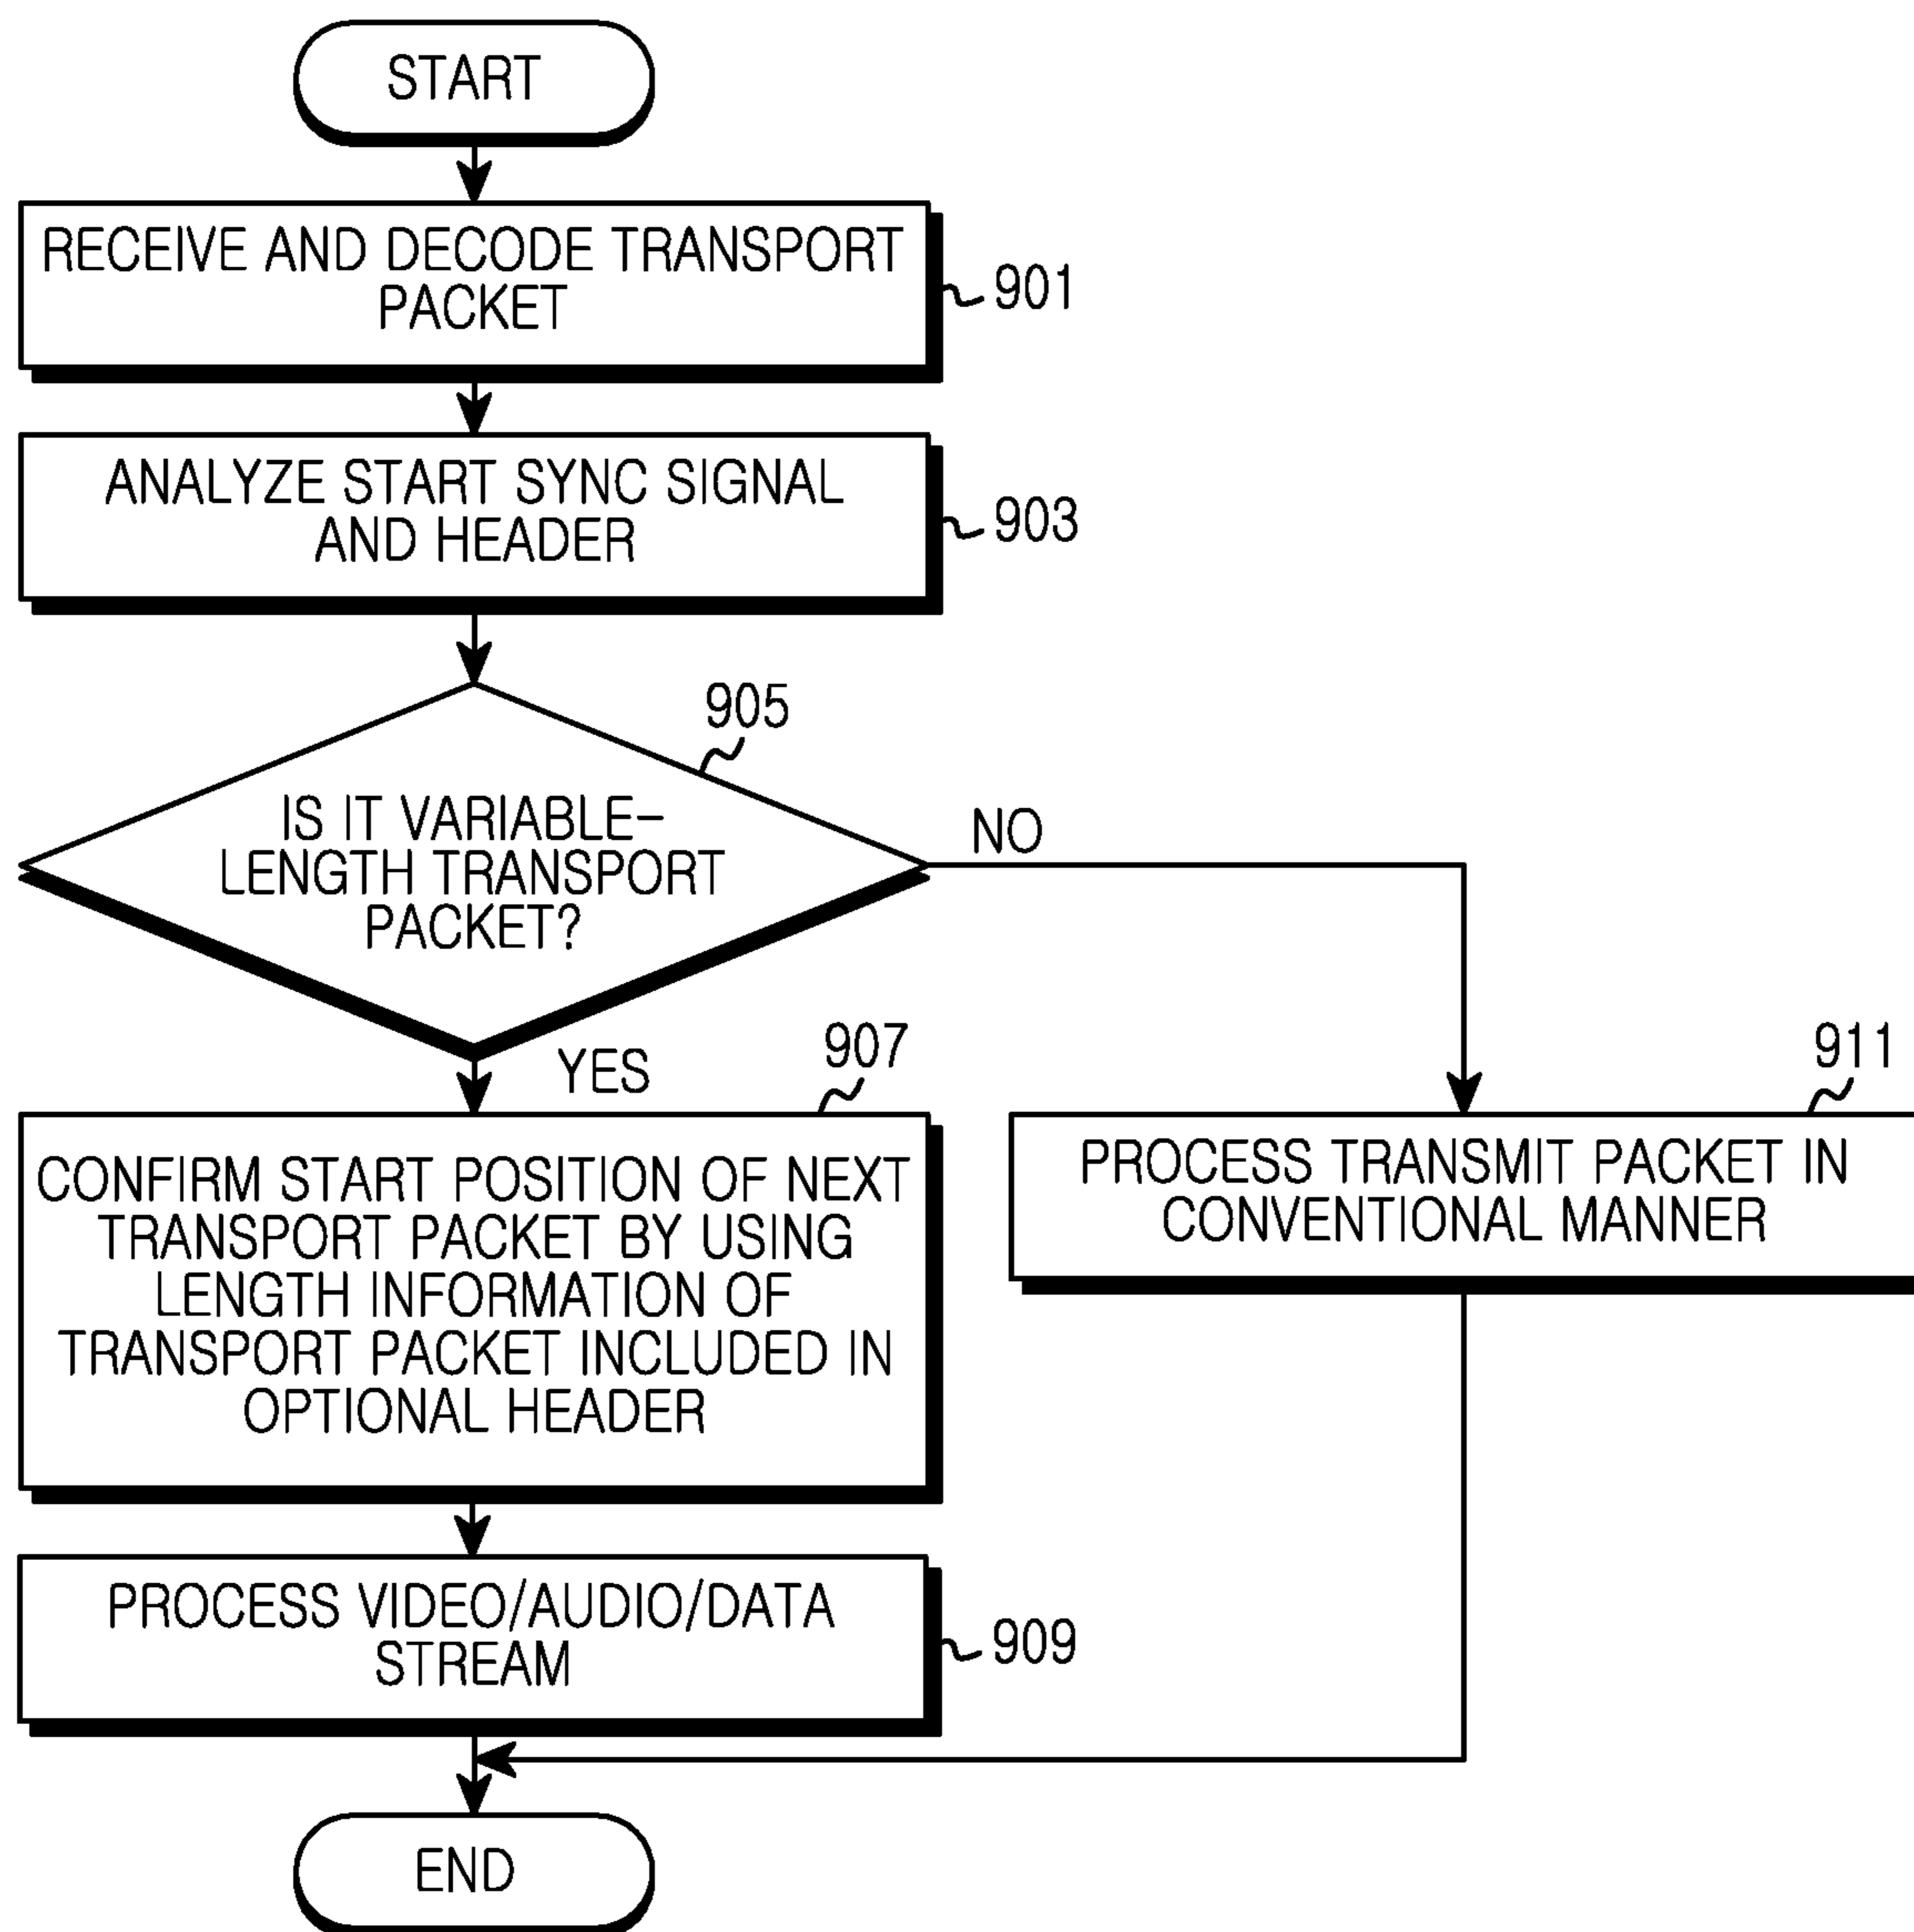 START
RECEIVE AND DECODE TRANSPORT
PACKET
901
ANALYZE START SYNC SIGNAL
AND HEADER
903
905
IS IT VARIABLE-
LENGTH TRANSPORT
PACKET?
NO
YES
907
CONFIRM START POSITION OF NEXT
TRANSPORT PACKET BY USING
LENGTH INFORMATION OF
TRANSPORT PACKET INCLUDED IN
OPTIONAL HEADER
911
PROCESS TRANSMIT PACKET IN
CONVENTIONAL MANNER
PROCESS VIDEO/AUDIO/DATA
STREAM
909
END